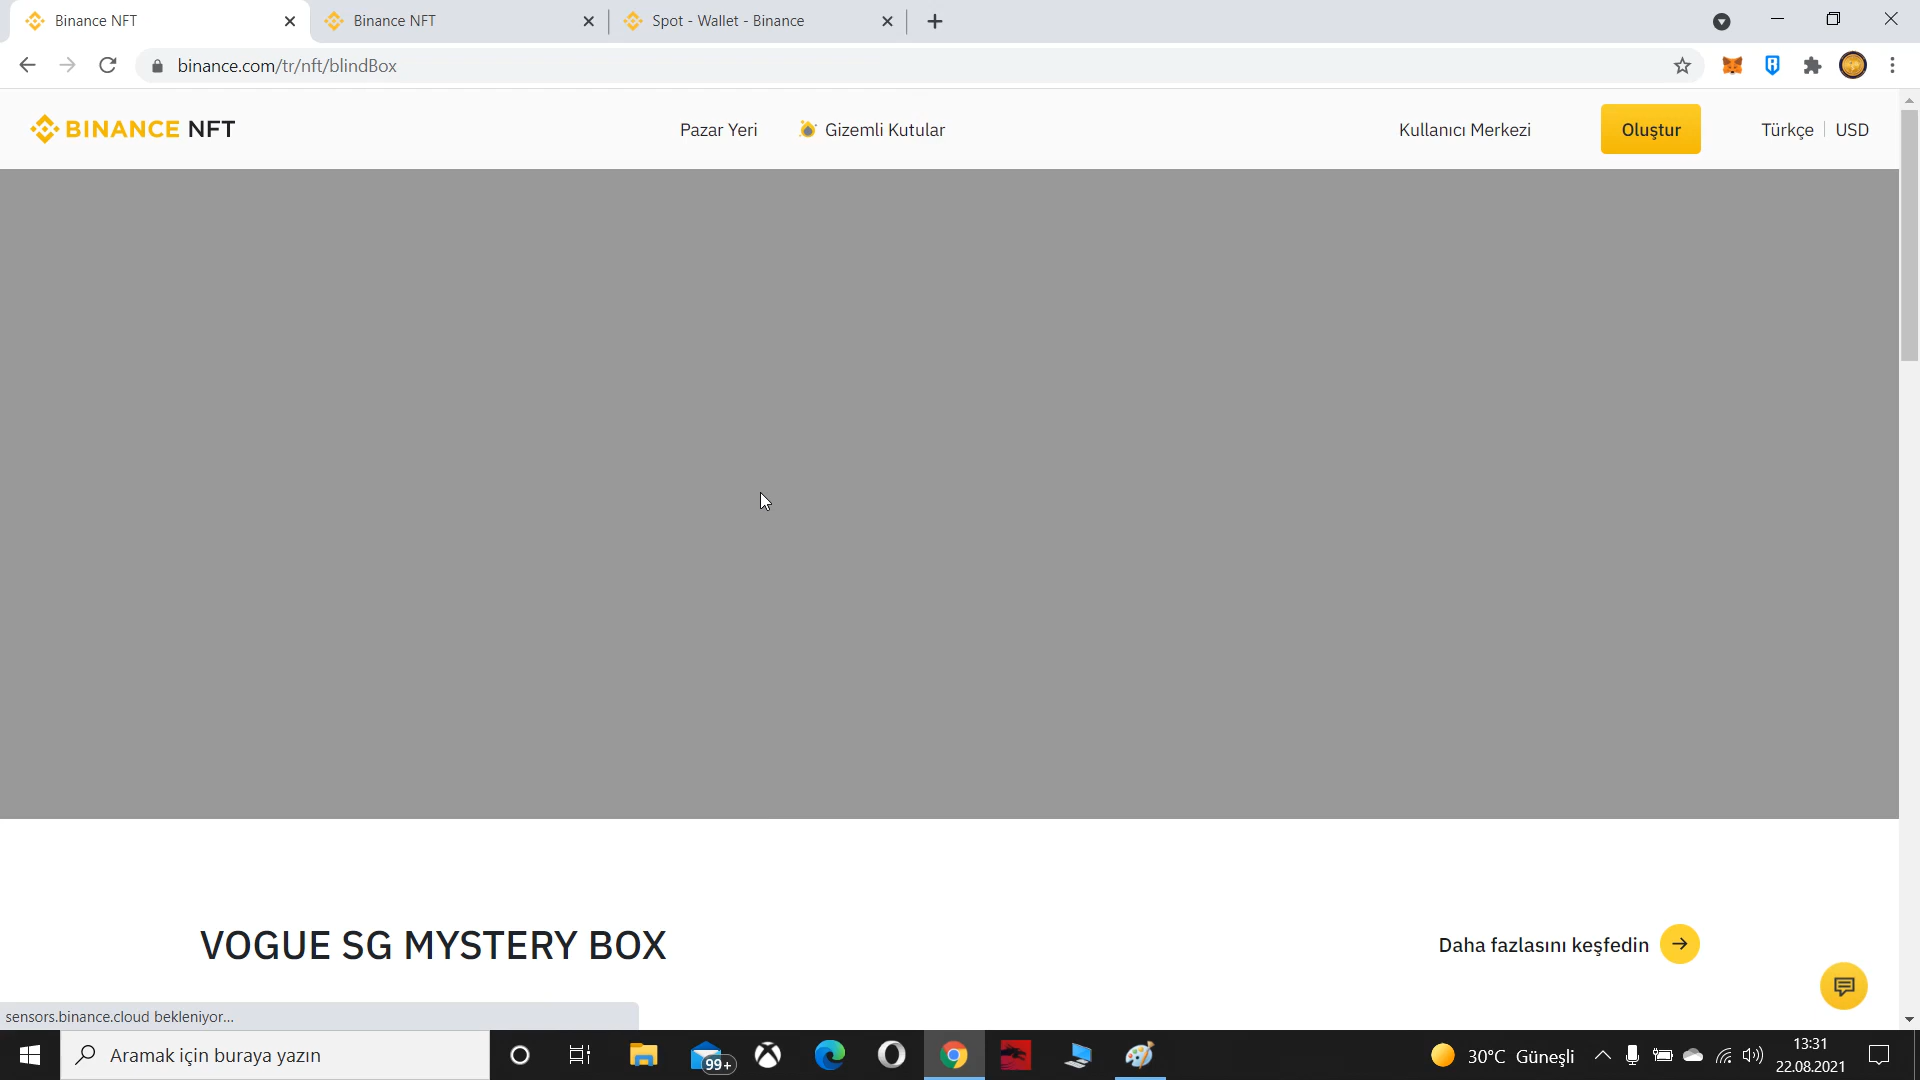 Binance NFT
Binance NFT
Spot - Wallet - Binance
binance.com/tr/nft/blindBox
BINANCE NFT
Pazar Yeri
Gizemli Kutular
Kullanıcı Merkezi
Oluştur
Türkçe
USD
VOGUE SG MYSTERY BOX
Daha fazlasını keşfedin
sensors.binance.cloud bekleniyor...
Aramak için buraya yazın
99+
30°C Güneşli
13:31
22.08.2021